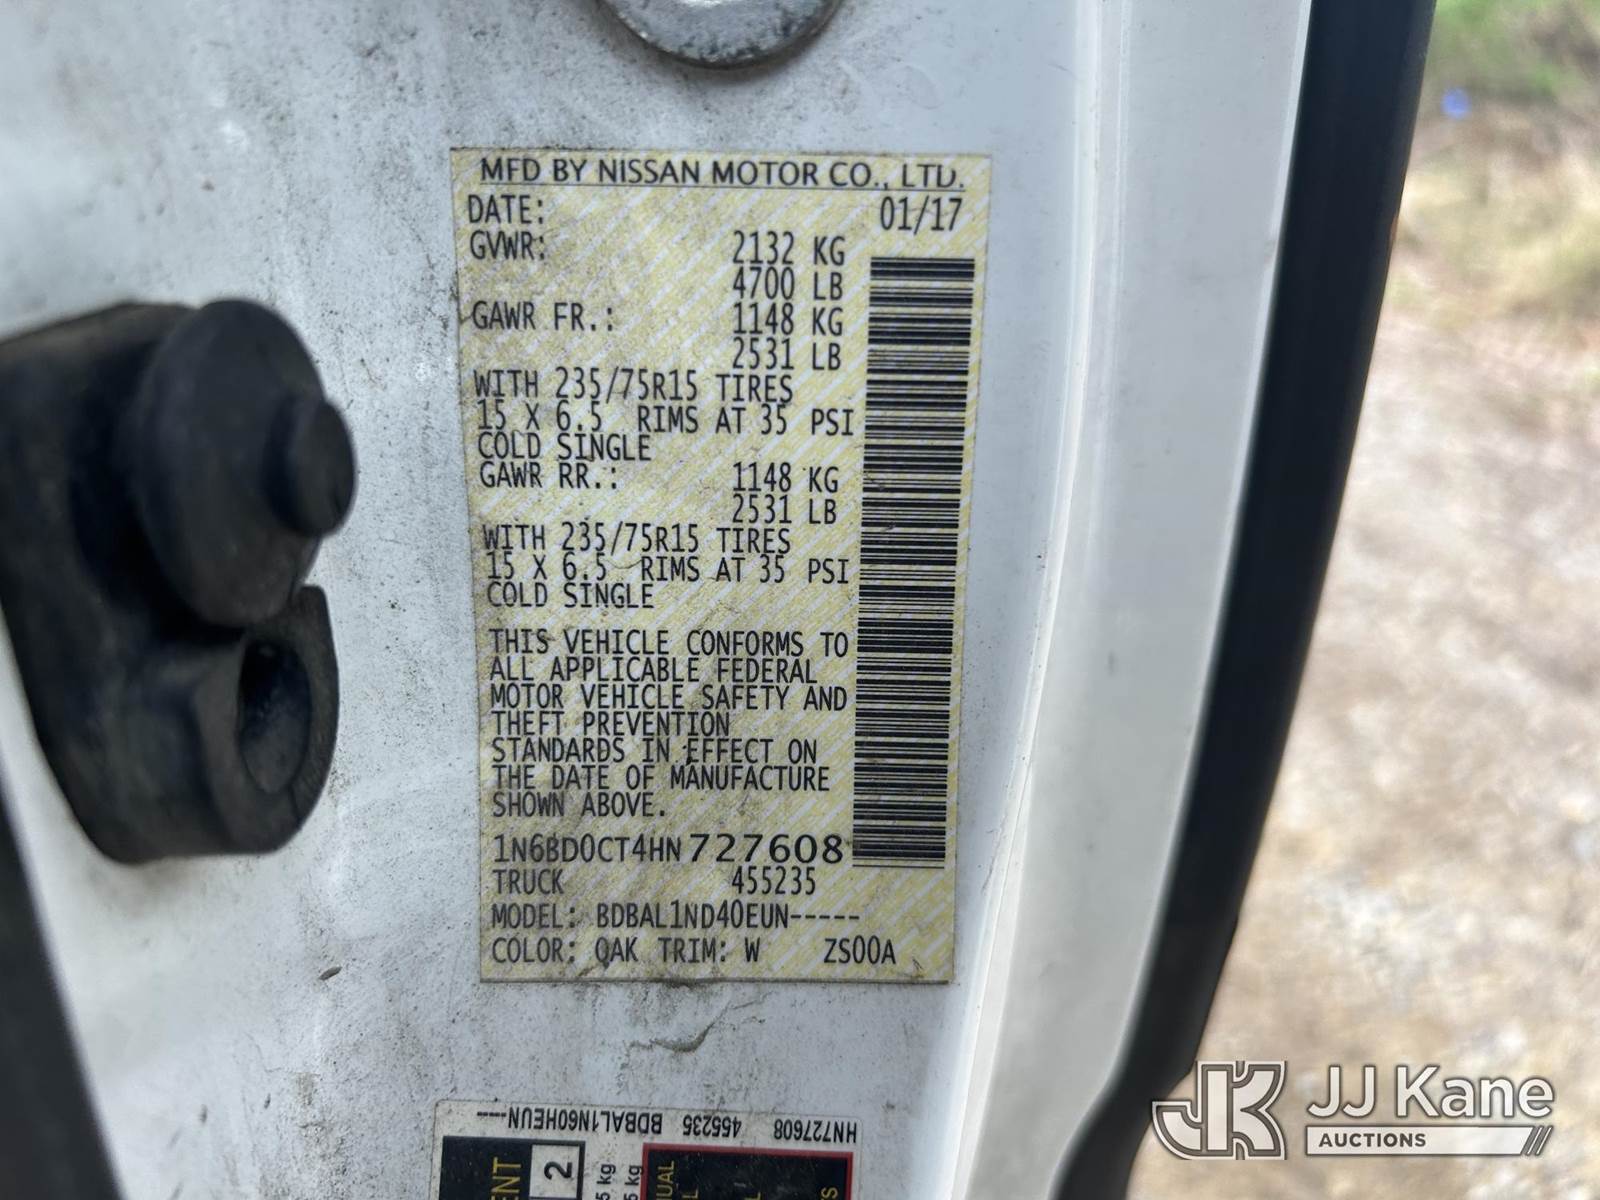 MFD BY NISSAN MOTOR CO., LTD.
DATE: 01/17
GVWR: 2132 KG
4700 LB
GAWR FR.: 1148 KG
2531 LB
WITH 235/75R15 TIRES
15 X 6.5 RIMS AT 35 PSI
COLD SINGLE
GAWR RR.: 1148 KG
2531 LB
WITH 235/75R15 TIRES
15 X 6.5 RIMS AT 35 PSI
COLD SINGLE
THIS VEHICLE CONFORMS TO
ALL APPLICABLE FEDERAL
MOTOR VEHICLE SAFETY AND
THEFT PREVENTION
STANDARDS IN EFFECT ON
THE DATE OF MANUFACTURE
SHOWN ABOVE.
1N6BD0CT4HN727608
TRUCK 455235
MODEL: BDBAL1ND40EUN-----
COLOR: QAK TRIM: W ZS00A
HN727608 455235 BDBAL1N60HEUN----
2
JK JJ Kane
AUCTIONS